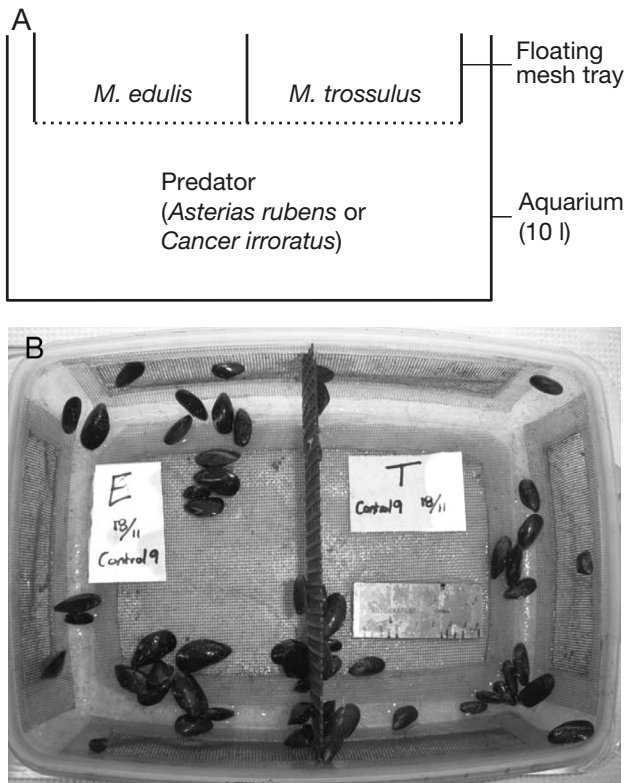 A
M. edulis
M. trossulus
Floating
mesh tray
Predator
(Asterias rubens or
Cancer irroratus)
Aquarium
(10 l)
B
E
18/11
Control 9
T
Control 9 18/11